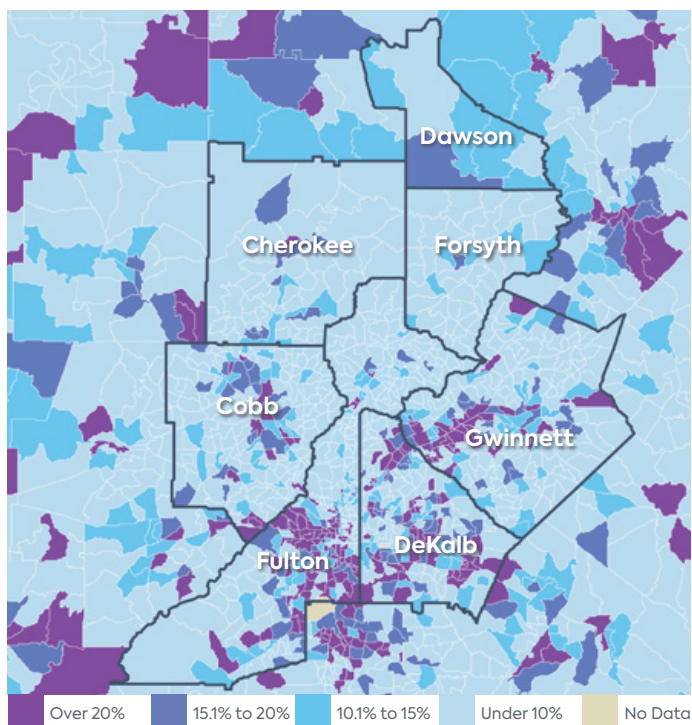 Dawson
Cherokee
Forsyth
Cobb
Gwinnett
DeKalb
Fulton
Over 20% 15.1% to 20% 10.1% to 15% Under 10% No Data